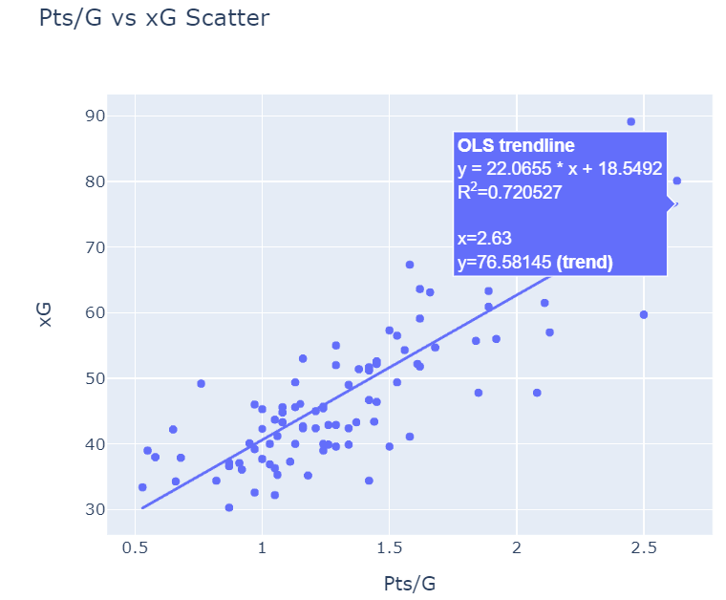 Pts/G vs xG Scatter
90
80
70
60
50
40
30
xG
OLS trendline
y = 22.0655 * x + 18.5492
R²=0.720527
x=2.63
y=76.58145 (trend)
0.5 1 1.5 2 2.5
Pts/G